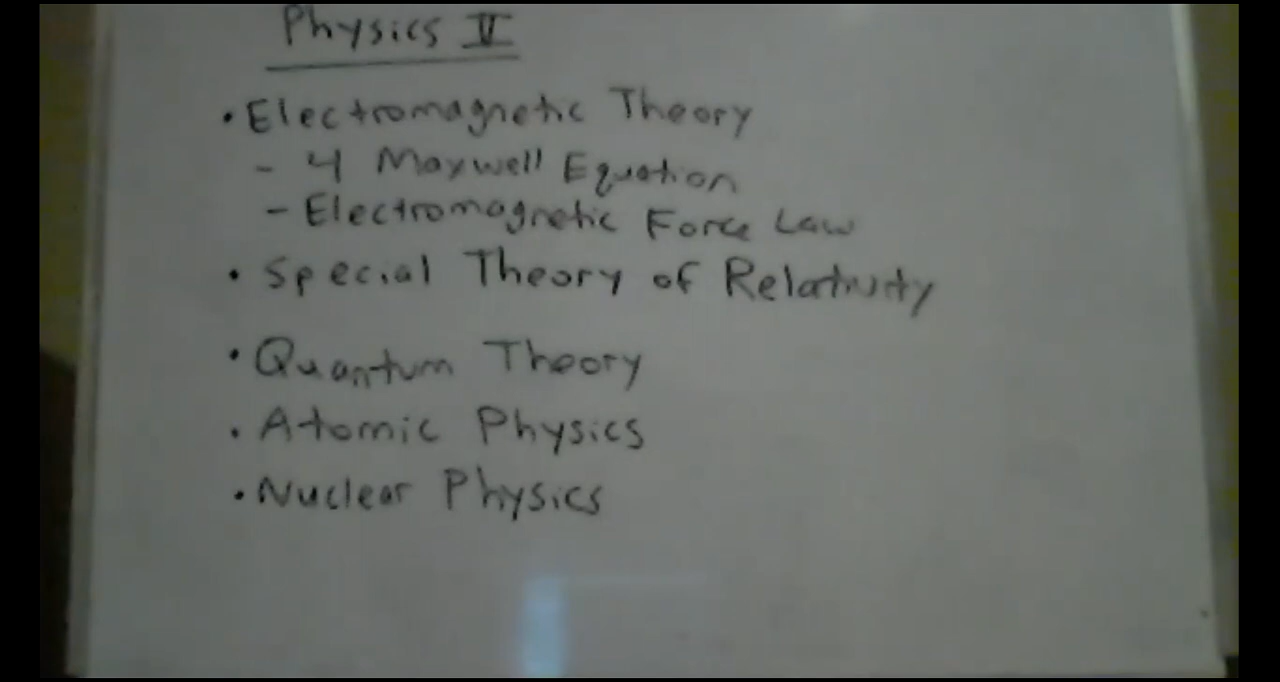 Physics II
• Electromagnetic Theory
- 4 Maxwell Equation
- Electromagnetic Force Law
• Special Theory of Relativity
• Quantum Theory
• Atomic Physics
• Nuclear Physics